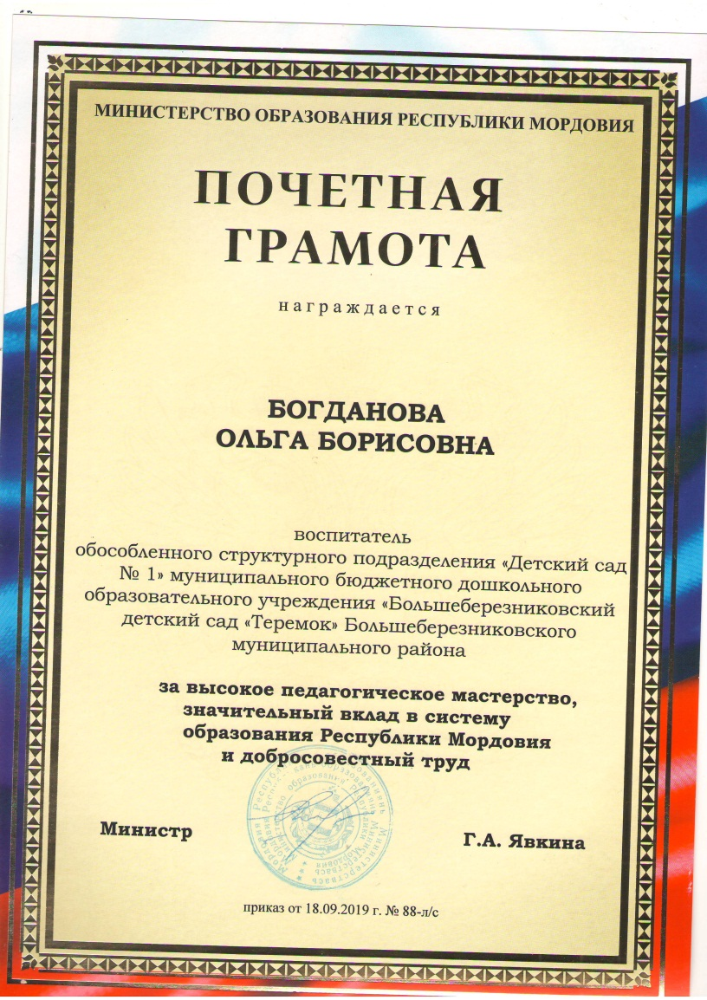 МИНИСТЕРСТВО ОБРАЗОВАНИЯ РЕСПУБЛИКИ МОРДОВИЯ
ПОЧЕТНАЯ
ГРАМОТА
награждается
БОГДАНОВА
ОЛЬГА БОРИСОВНА
воспитатель
обособленного структурного подразделения «Детский сад
№ 1» муниципального бюджетного дошкольного
образовательного учреждения «Большеберезниковский
детский сад «Теремок» Большеберезниковского
муниципального района
за высокое педагогическое мастерство,
значительный вклад в систему
образования Республики Мордовия
и добросовестный труд
Министр
Г.А. Явкина
приказ от 18.09.2019 г. № 88-л/с